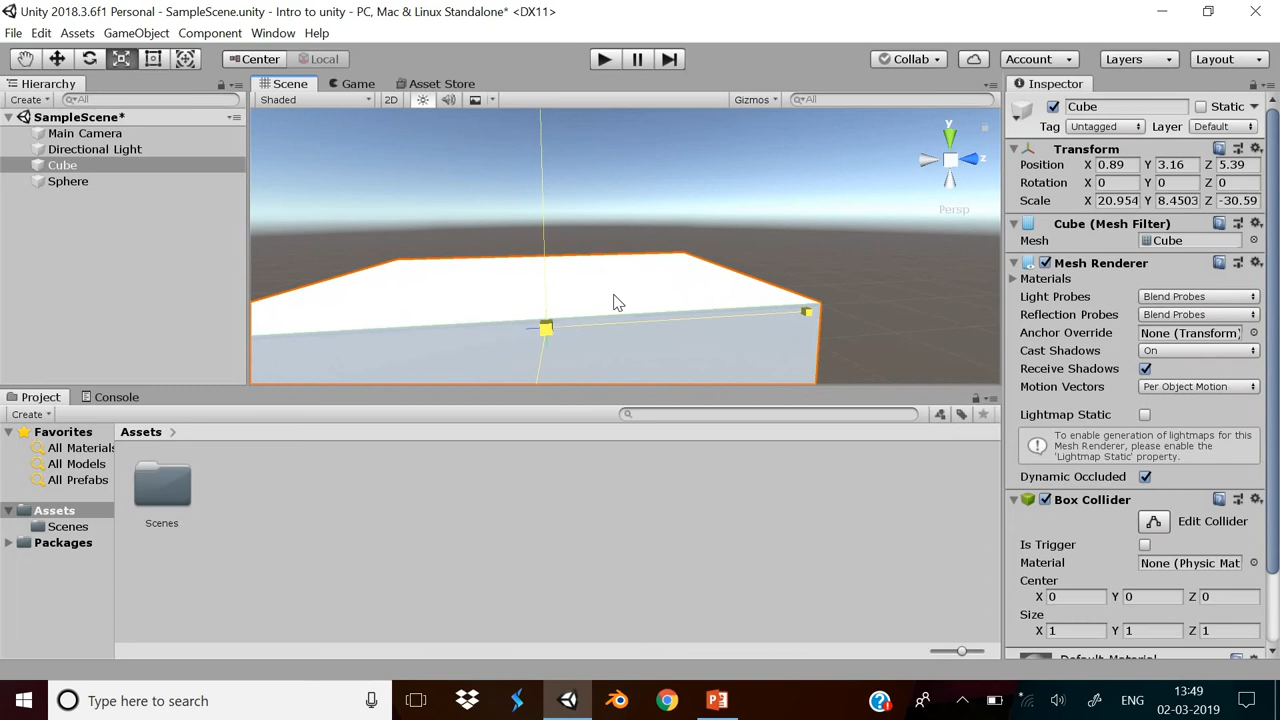 Unity 2018.3.6f1 Personal - SampleScene.unity - Intro to unity - PC, Mac & Linux Standalone* <DX11>
File Edit Assets GameObject Component Window Help
Center Local Collab Account Layers Layout
Hierarchy Scene Game Asset Store Inspector
Create All Shaded 2D Gizmos All
SampleScene*
Main Camera
Directional Light
Cube
Sphere
y
z
Persp
Cube Static
Tag Untagged Layer Default
Transform
Position X 0.89 Y 3.16 Z 5.39
Rotation X 0 Y 0 Z 0
Scale X 20.954 Y 8.4503 Z -30.59
Cube (Mesh Filter)
Mesh Cube
Mesh Renderer
Materials
Light Probes Blend Probes
Reflection Probes Blend Probes
Anchor Override None (Transform)
Cast Shadows On
Receive Shadows
Motion Vectors Per Object Motion
Lightmap Static
To enable generation of lightmaps for this
Mesh Renderer, please enable the
'Lightmap Static' property.
Dynamic Occluded
Box Collider
Edit Collider
Is Trigger
Material None (Physic Mat
Center
X 0 Y 0 Z 0
Size
X 1 Y 1 Z 1
Project Console
Create
Favorites
All Materials
All Models
All Prefabs
Assets
Scenes
Packages
Assets
Scenes
Type here to search
ENG
13:49
02-03-2019